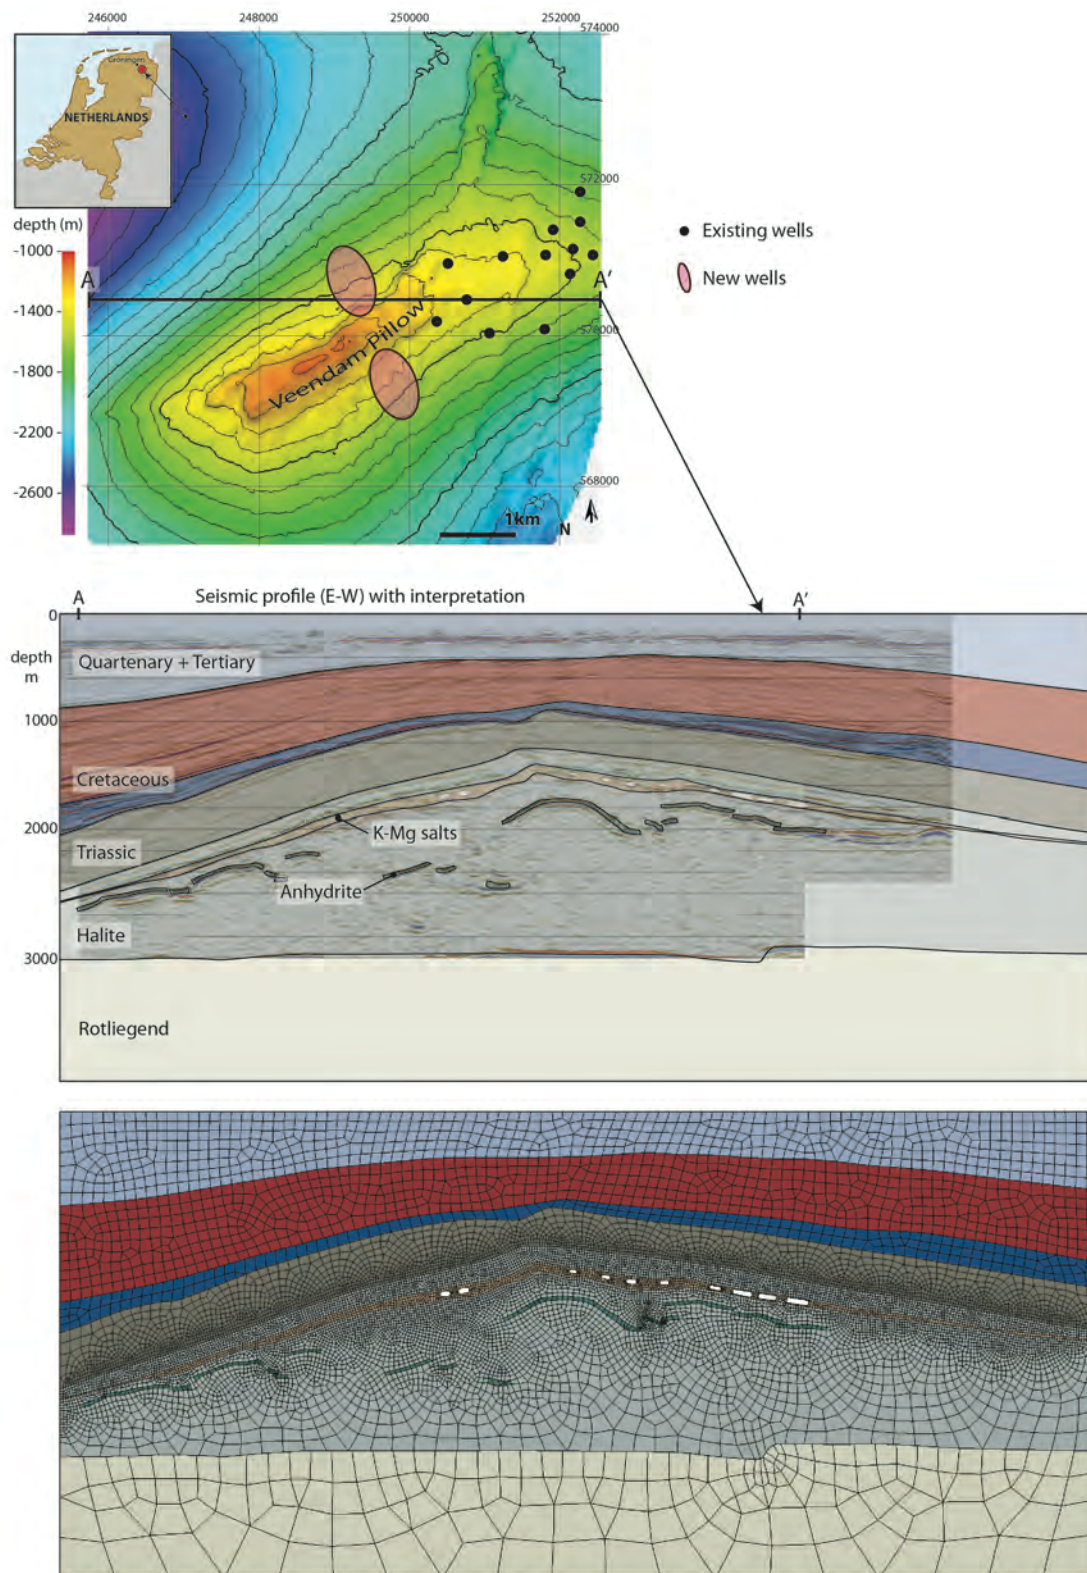 246000 248000 250000 252000
574000
Groningen
NETHERLANDS
572000
depth (m)
-1000
-1400
-1800
-2200
-2600
A A'
570000
Veendam Pillow
568000
1km
N
Existing wells
New wells
A Seismic profile (E-W) with interpretation A'
0
depth
m
Quartenary + Tertiary
1000
Cretaceous
2000
K-Mg salts
Triassic
Anhydrite
Halite
3000
Rotliegend